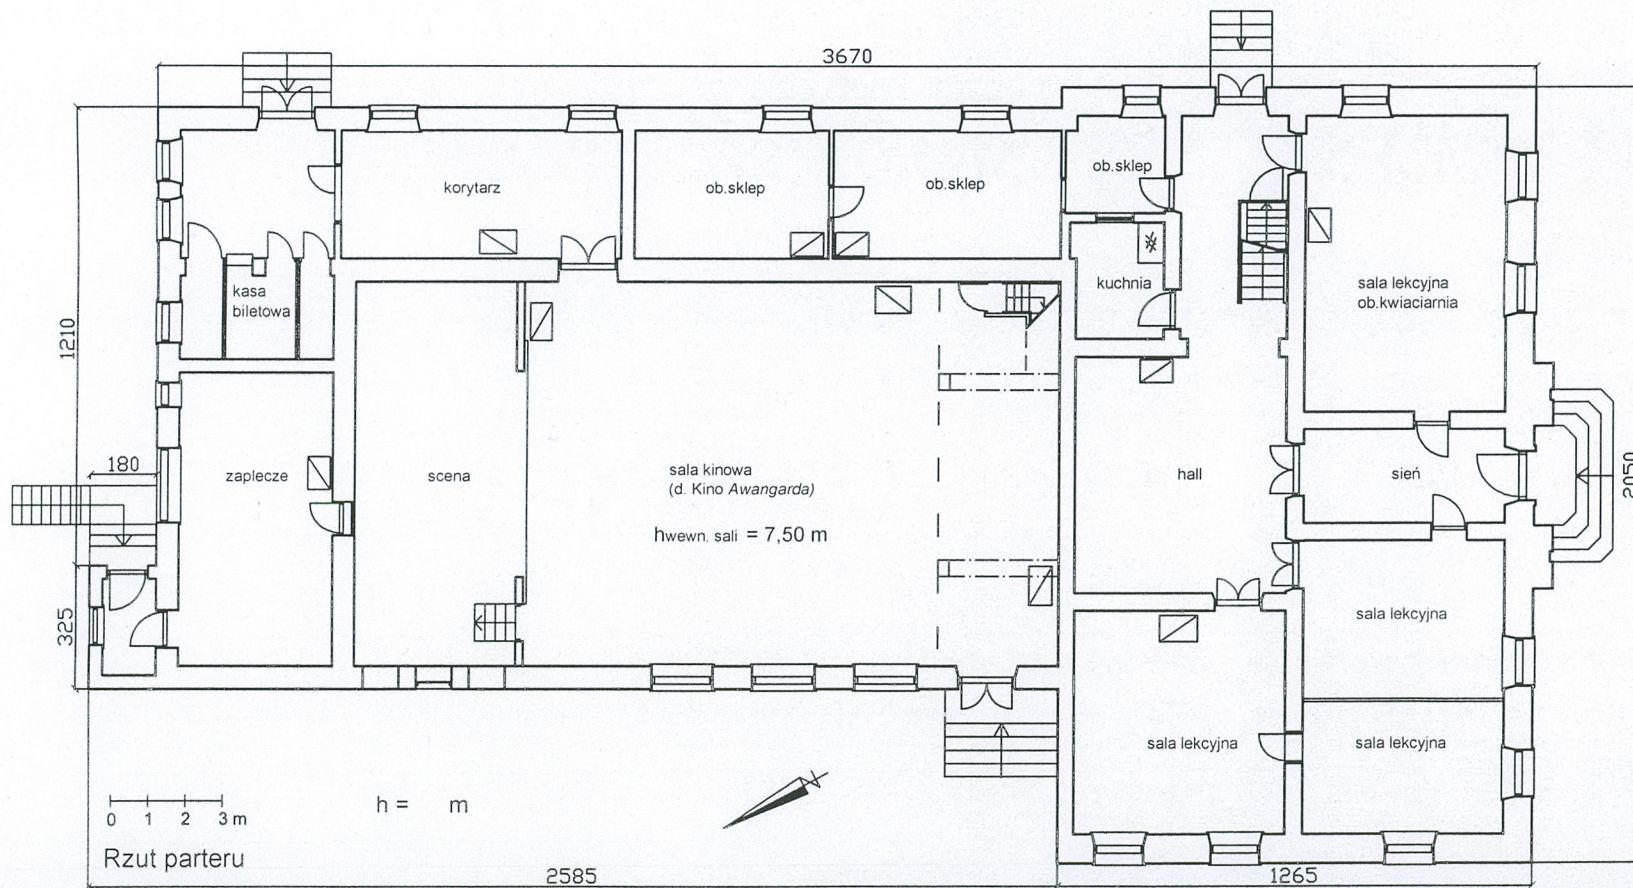 3670
korytarz
ob.sklep
ob.sklep
ob.sklep
kuchnia
kasa
biletowa
sala lekcyjna
ob.kwiaciarnia
1210
180
zaplecze
scena
sala kinowa
(d. Kino Awangarda)
hwewn. sali = 7,50 m
hall
sień
2050
325
sala lekcyjna
sala lekcyjna
sala lekcyjna
h = m
N
0 1 2 3 m
Rzut parteru
2585
1265